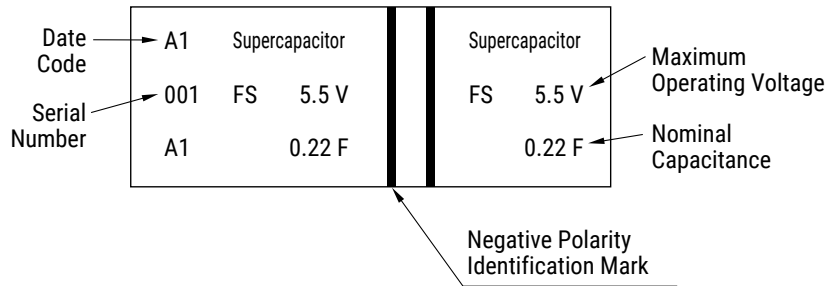 Date
Code
A1 Supercapacitor
Supercapacitor
Maximum
Operating Voltage
Serial
Number
001 FS 5.5 V
FS 5.5 V
A1 0.22 F
0.22 F
Nominal
Capacitance
Negative Polarity
Identification Mark